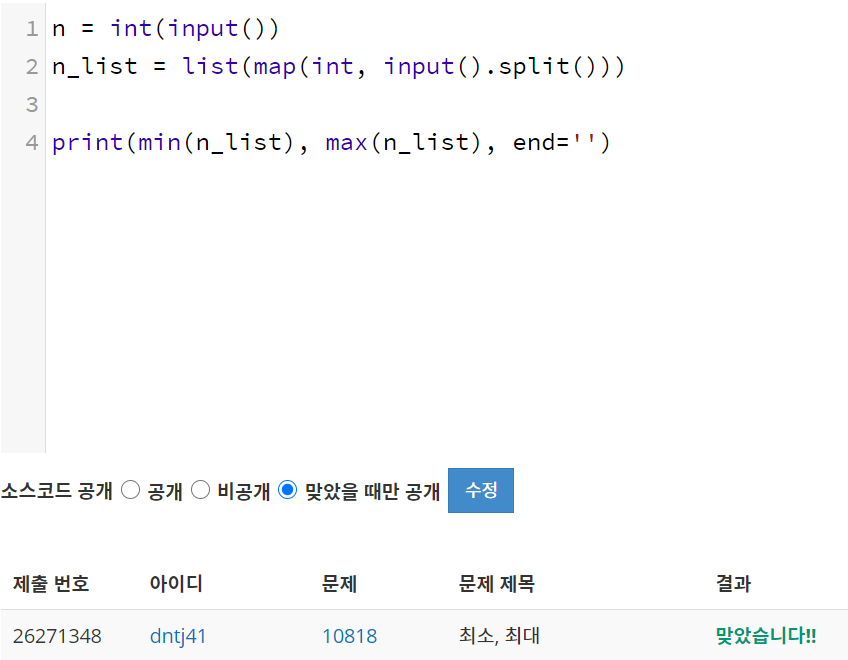 1 n = int(input())
2 n_list = list(map(int, input().split()))
3
4 print(min(n_list), max(n_list), end='')
소스코드 공개 공개 비공개 맞았을 때만 공개 수정
제출 번호 아이디 문제 문제 제목 결과
26271348 dntj41 10818 최소, 최대 맞았습니다!!